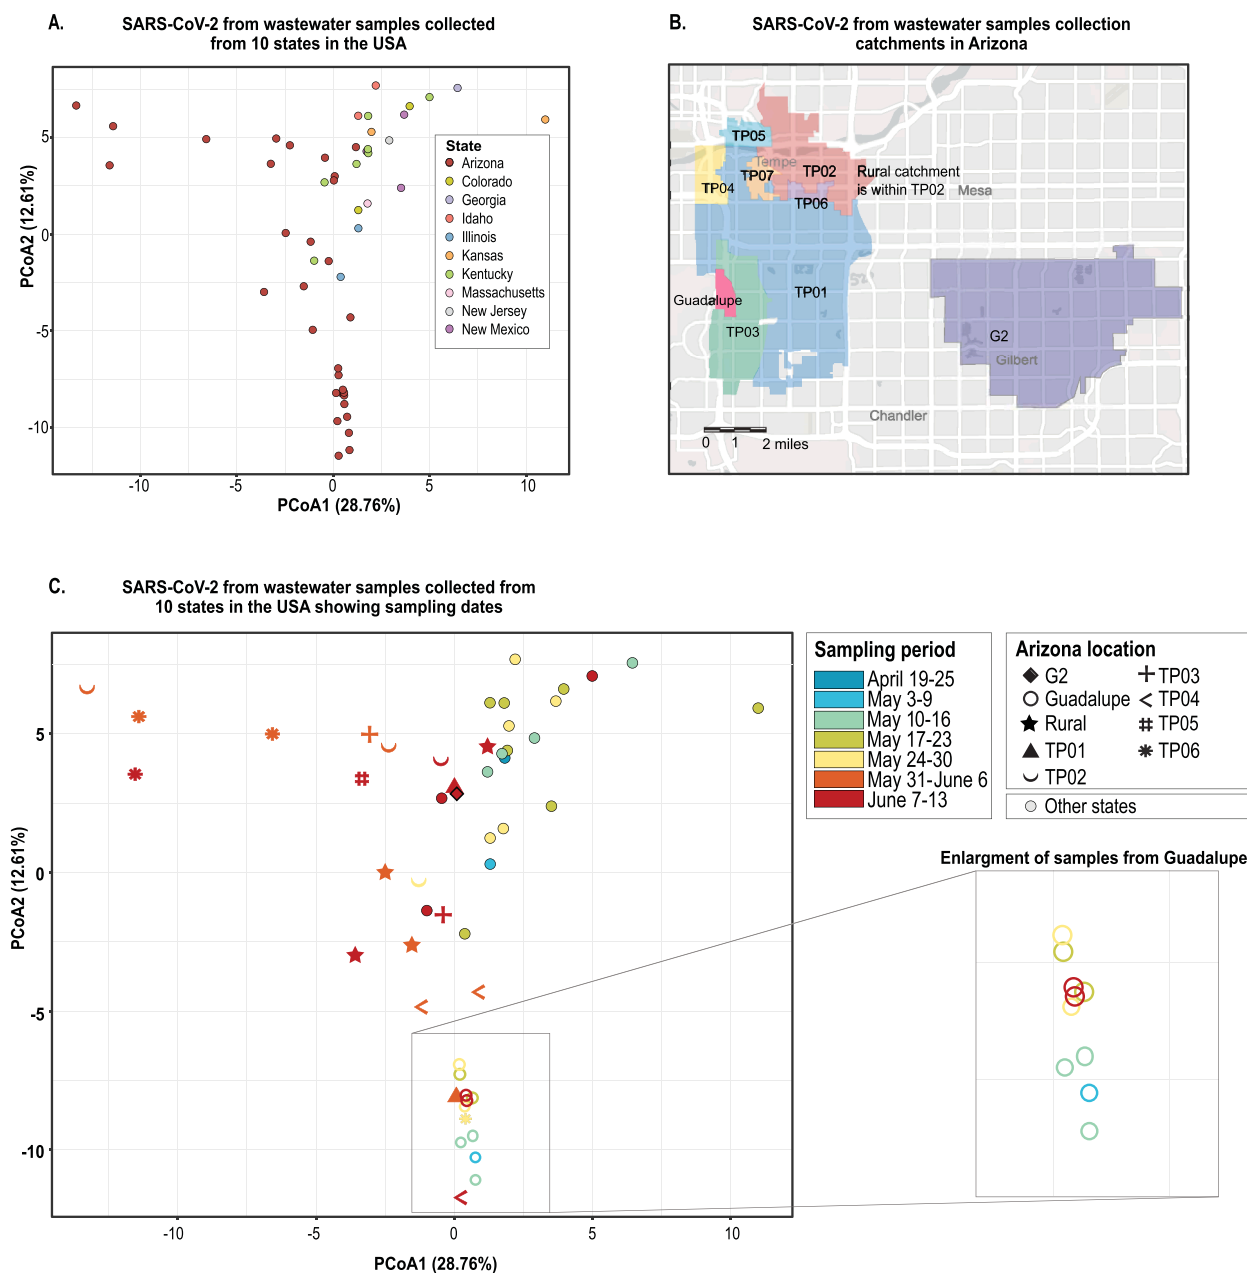 A.
SARS-CoV-2 from wastewater samples collected
from 10 states in the USA
5
0
-5
-10
-10
-5
0
5
10
PCoA2 (12.61%)
PCoA1 (28.76%)
State
Arizona
Colorado
Georgia
Idaho
Illinois
Kansas
Kentucky
Massachusetts
New Jersey
New Mexico
B.
SARS-CoV-2 from wastewater samples collection
catchments in Arizona
TP05
Tempe
TP02
Rural catchment
is within TP02
TP07
TP04
TP06
Mesa
TP01
Guadalupe
TP03
G2
Gilbert
Chandler
0 1 2 miles
C.
SARS-CoV-2 from wastewater samples collected from
10 states in the USA showing sampling dates
5
0
-5
-10
-10
-5
0
5
10
PCoA2 (12.61%)
PCoA1 (28.76%)
Sampling period
April 19-25
May 3-9
May 10-16
May 17-23
May 24-30
May 31-June 6
June 7-13
Arizona location
G2
Guadalupe
Rural
TP01
TP02
TP03
TP04
TP05
TP06
Other states
Enlargment of samples from Guadalupe